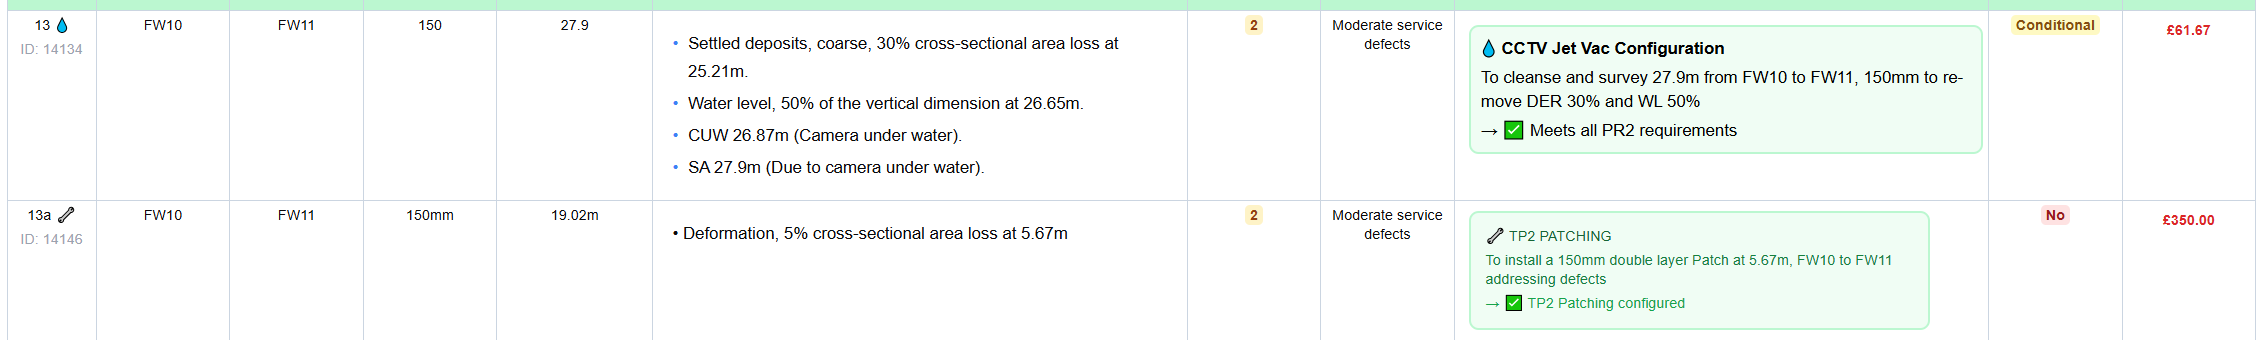 13 💧
ID: 14134
FW10
FW11
150
27.9
• Settled deposits, coarse, 30% cross-sectional area loss at
25.21m.
• Water level, 50% of the vertical dimension at 26.65m.
• CUW 26.87m (Camera under water).
• SA 27.9m (Due to camera under water).
2
Moderate service
defects
💧 CCTV Jet Vac Configuration
To cleanse and survey 27.9m from FW10 to FW11, 150mm to re-
move DER 30% and WL 50%
→ ✅ Meets all PR2 requirements
Conditional
£61.67
13a
ID: 14146
FW10
FW11
150mm
19.02m
• Deformation, 5% cross-sectional area loss at 5.67m
2
Moderate service
defects
TP2 PATCHING
To install a 150mm double layer Patch at 5.67m, FW10 to FW11
addressing defects
→ ✅ TP2 Patching configured
No
£350.00